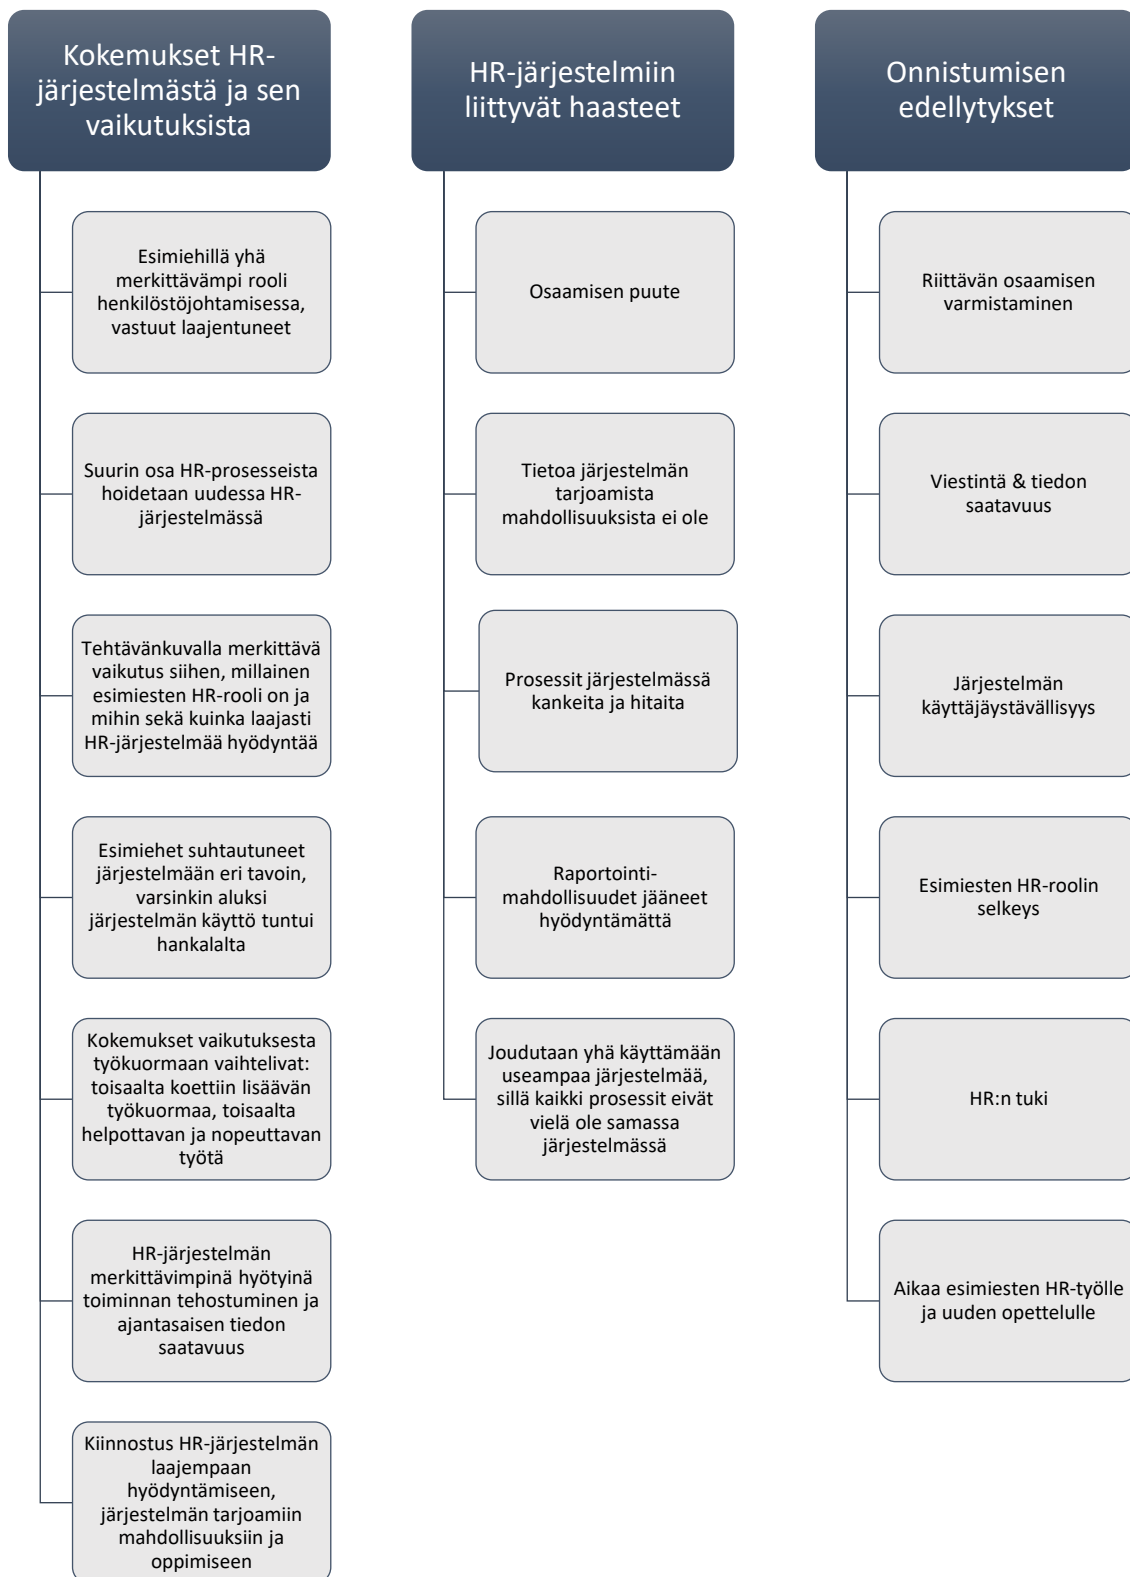 Kokemukset HR-
järjestelmästä ja sen
vaikutuksista
Esimiehillä yhä
merkittävämpi rooli
henkilöstöjohtamisessa,
vastuut laajentuneet
Suurin osa HR-prosesseista
hoidetaan uudessa HR-
järjestelmässä
Tehtävänkuvalla merkittävä
vaikutus siihen, millainen
esimiesten HR-rooli on ja
mihin sekä kuinka laajasti
HR-järjestelmää hyödyntää
Esimiehet suhtautuneet
järjestelmään eri tavoin,
varsinkin aluksi
järjestelmän käyttö tuntui
hankalalta
Kokemukset vaikutuksesta
työkuormaan vaihtelivat:
toisaalta koettiin lisäävän
työkuormaa, toisaalta
helpottavan ja nopeuttavan
työtä
HR-järjestelmän
merkittävimpinä hyötyinä
toiminnan tehostuminen ja
ajantasaisen tiedon
saatavuus
Kiinnostus HR-järjestelmän
laajempaan
hyödyntämiseen,
järjestelmän tarjoamiin
mahdollisuuksiin ja
oppimiseen
HR-järjestelmiin
liittyvät haasteet
Osaamisen puute
Tietoa järjestelmän
tarjoamista
mahdollisuuksista ei ole
Prosessit järjestelmässä
kankeita ja hitaita
Raportointi-
mahdollisuudet jääneet
hyödyntämättä
Joudutaan yhä käyttämään
useampaa järjestelmää,
sillä kaikki prosessit eivät
vielä ole samassa
järjestelmässä
Onnistumisen
edellytykset
Riittävän osaamisen
varmistaminen
Viestintä & tiedon
saatavuus
Järjestelmän
käyttäjäystävällisyys
Esimiesten HR-roolin
selkeys
HR:n tuki
Aikaa esimiesten HR-työlle
ja uuden opettelulle